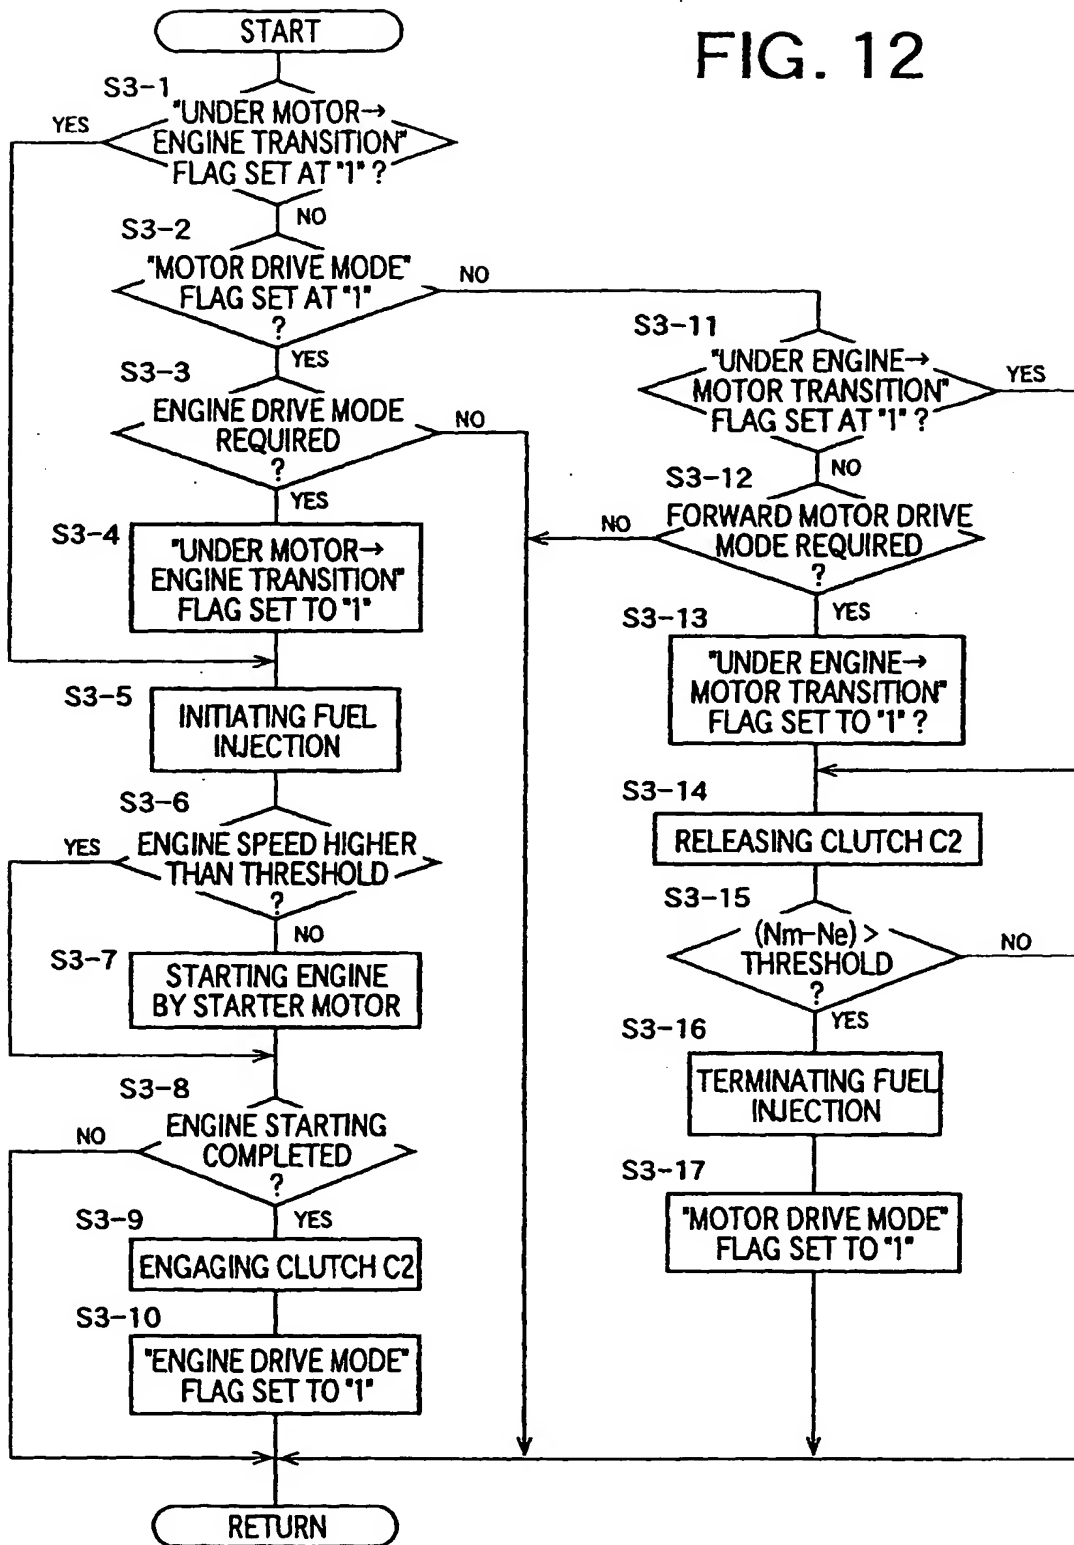 START
FIG. 12
S3-1
"UNDER MOTOR→
ENGINE TRANSITION"
FLAG SET AT "1" ?
YES
NO
S3-2
"MOTOR DRIVE MODE"
FLAG SET AT "1"
?
NO
YES
S3-3
ENGINE DRIVE MODE
REQUIRED
?
NO
YES
S3-4
"UNDER MOTOR→
ENGINE TRANSITION"
FLAG SET TO "1"
S3-5
INITIATING FUEL
INJECTION
S3-6
ENGINE SPEED HIGHER
THAN THRESHOLD
?
YES
NO
S3-7
STARTING ENGINE
BY STARTER MOTOR
S3-8
ENGINE STARTING
COMPLETED
?
NO
YES
S3-9
ENGAGING CLUTCH C2
S3-10
"ENGINE DRIVE MODE"
FLAG SET TO "1"
RETURN
S3-11
"UNDER ENGINE→
MOTOR TRANSITION"
FLAG SET AT "1" ?
YES
NO
S3-12
FORWARD MOTOR DRIVE
MODE REQUIRED
?
NO
YES
S3-13
"UNDER ENGINE→
MOTOR TRANSITION"
FLAG SET TO "1" ?
S3-14
RELEASING CLUTCH C2
S3-15
(Nm-Ne) >
THRESHOLD
?
NO
YES
S3-16
TERMINATING FUEL
INJECTION
S3-17
"MOTOR DRIVE MODE"
FLAG SET TO "1"